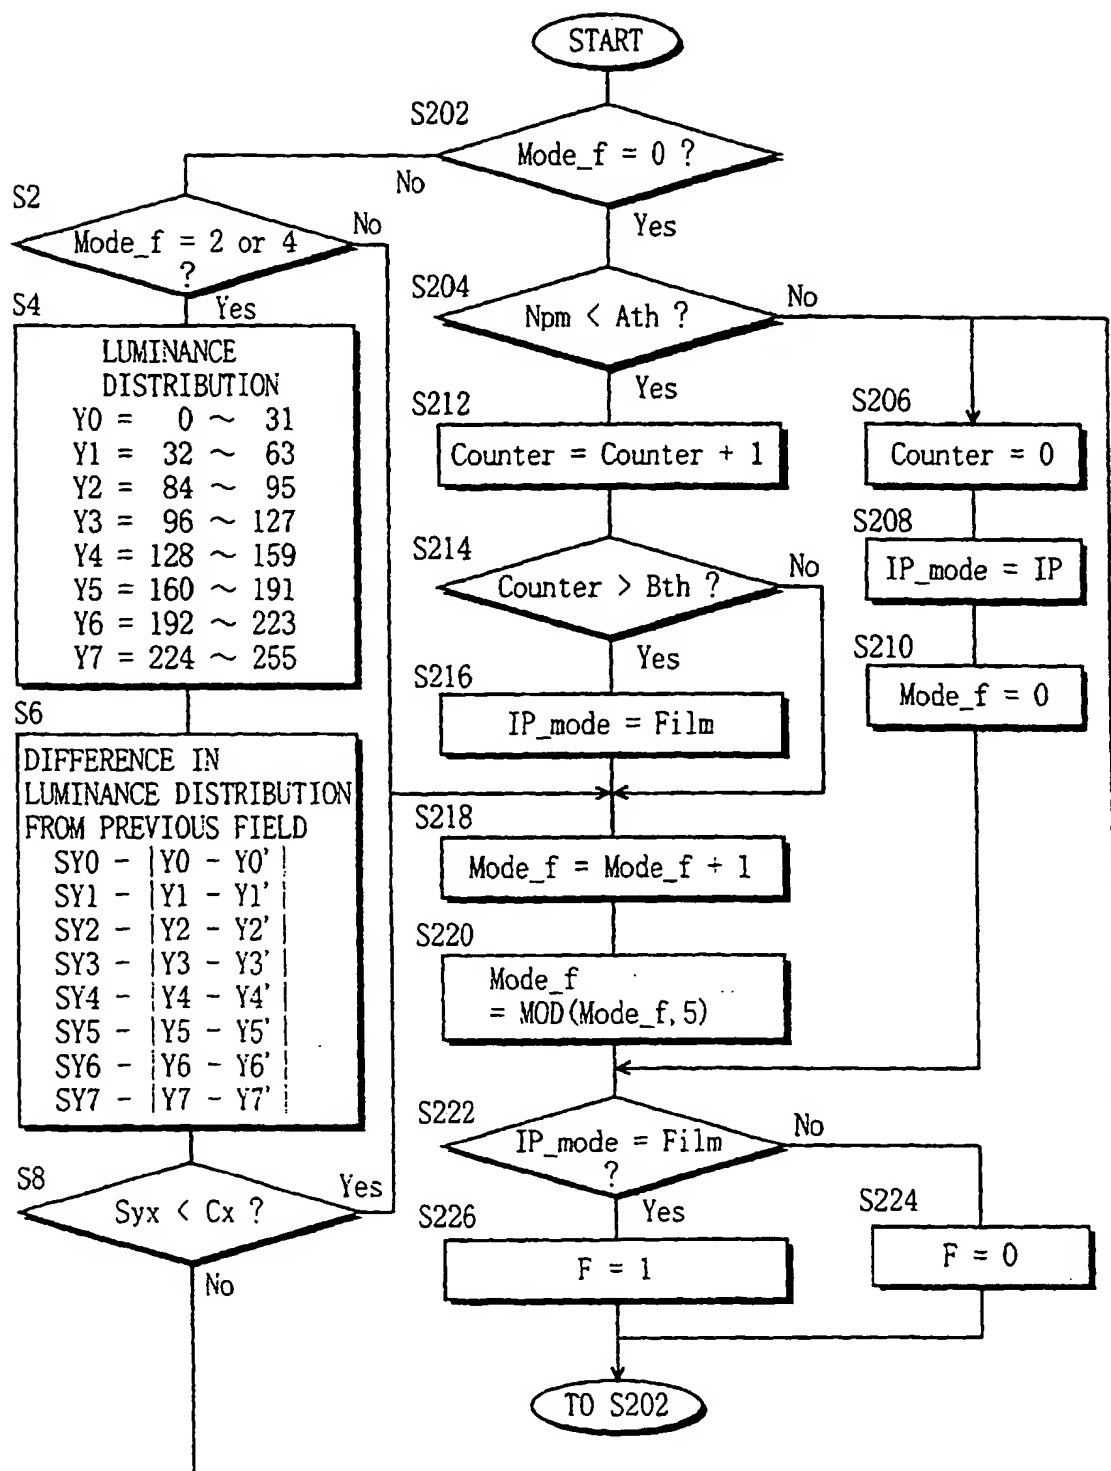 START
S202
Mode_f = 0 ?
No
Yes
S2
Mode_f = 2 or 4
?
No
Yes
S4
LUMINANCE
DISTRIBUTION
Y0 = 0 ~ 31
Y1 = 32 ~ 63
Y2 = 84 ~ 95
Y3 = 96 ~ 127
Y4 = 128 ~ 159
Y5 = 160 ~ 191
Y6 = 192 ~ 223
Y7 = 224 ~ 255
S6
DIFFERENCE IN
LUMINANCE DISTRIBUTION
FROM PREVIOUS FIELD
SY0 - |Y0 - Y0'|
SY1 - |Y1 - Y1'|
SY2 - |Y2 - Y2'|
SY3 - |Y3 - Y3'|
SY4 - |Y4 - Y4'|
SY5 - |Y5 - Y5'|
SY6 - |Y6 - Y6'|
SY7 - |Y7 - Y7'|
S8
Syx < Cx ?
Yes
No
S204
Npm < Ath ?
No
Yes
S212
Counter = Counter + 1
S214
Counter > Bth ?
No
Yes
S216
IP_mode = Film
S218
Mode_f = Mode_f + 1
S220
Mode_f
= MOD(Mode_f, 5)
S206
Counter = 0
S208
IP_mode = IP
S210
Mode_f = 0
S222
IP_mode = Film
?
No
Yes
S226
F = 1
S224
F = 0
TO S202